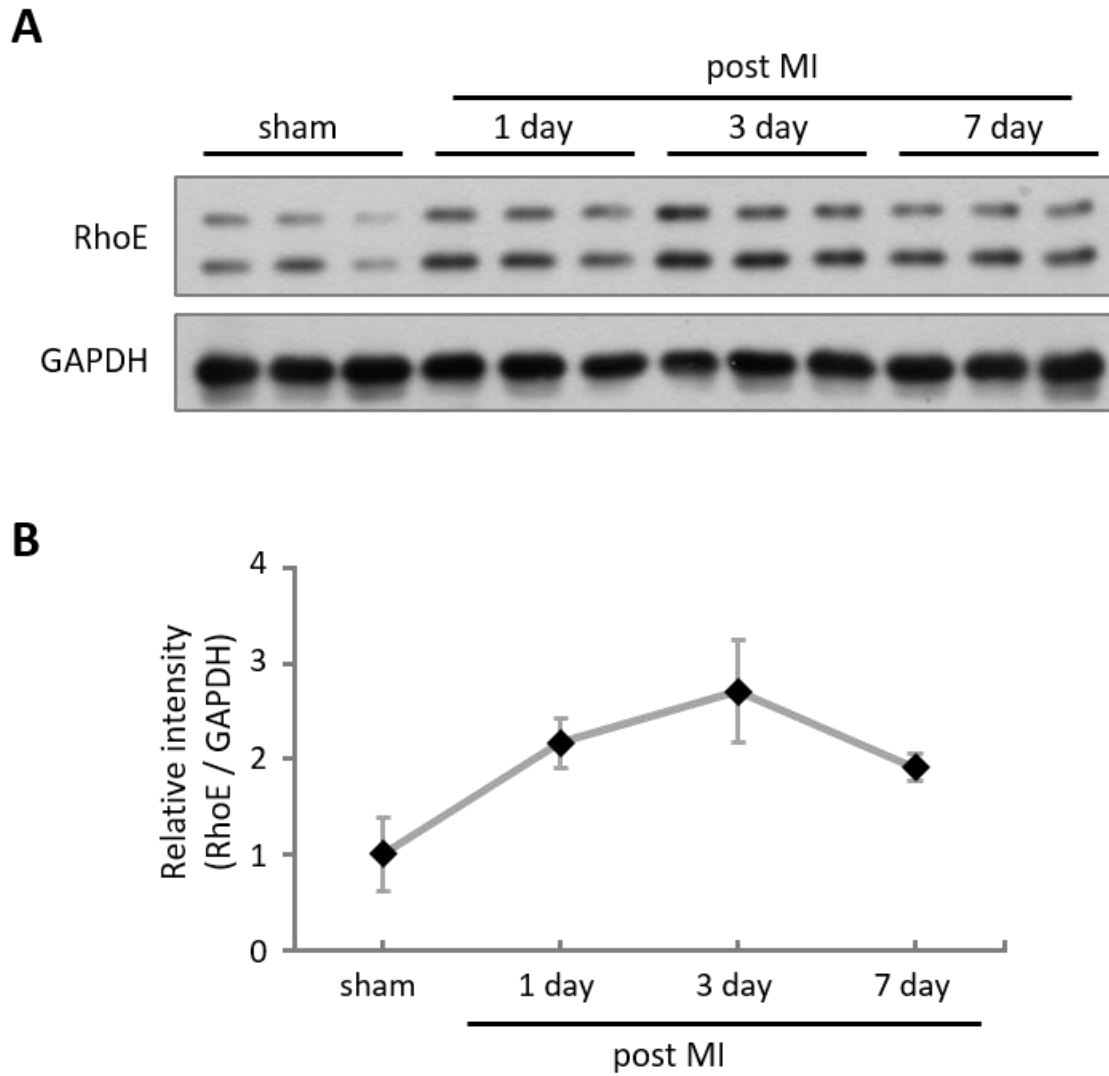 A
post MI
sham 1 day 3 day 7 day
RhoE
GAPDH
B
Relative intensity
(RhoE / GAPDH)
4
3
2
1
0
sham 1 day 3 day 7 day
post MI